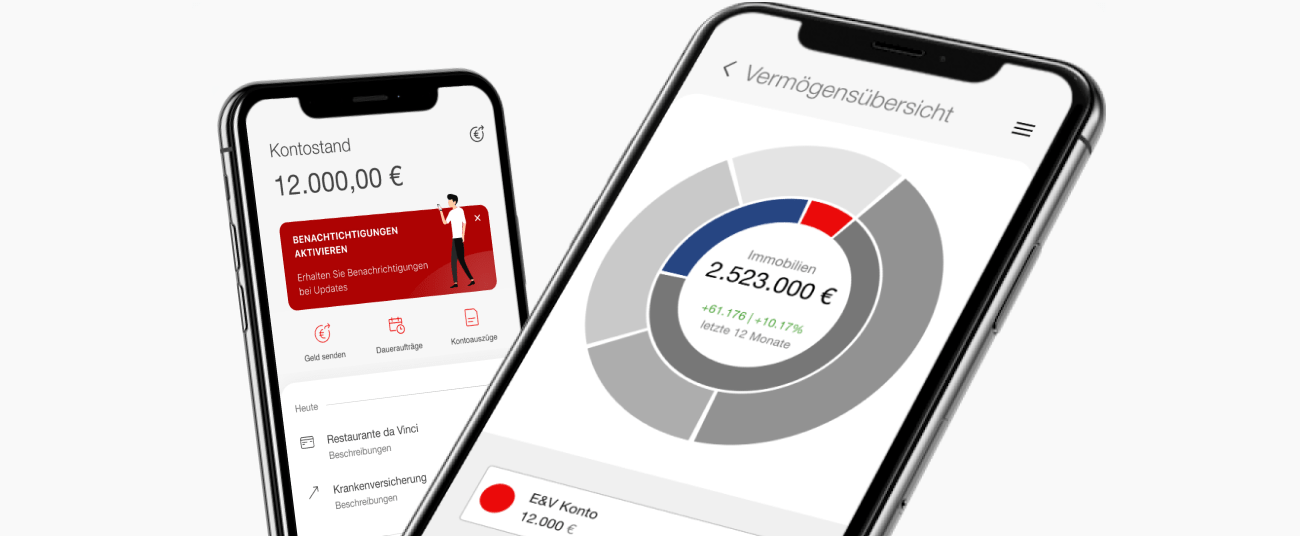 Kontostand
12.000,00 €
BENACHTICHTIGUNGEN
AKTIVIEREN
Erhalten Sie Benachrichtigungen
bei Updates
Geld senden
Daueraufträge
Kontoauszüge
Heute
Restaurante da Vinci
Beschreibungen
Krankenversicherung
Beschreibungen
Vermögensübersicht
Immobilien
2.523.000 €
+61.176 | +10.17%
letzte 12 Monate
E&V Konto
12.000 €